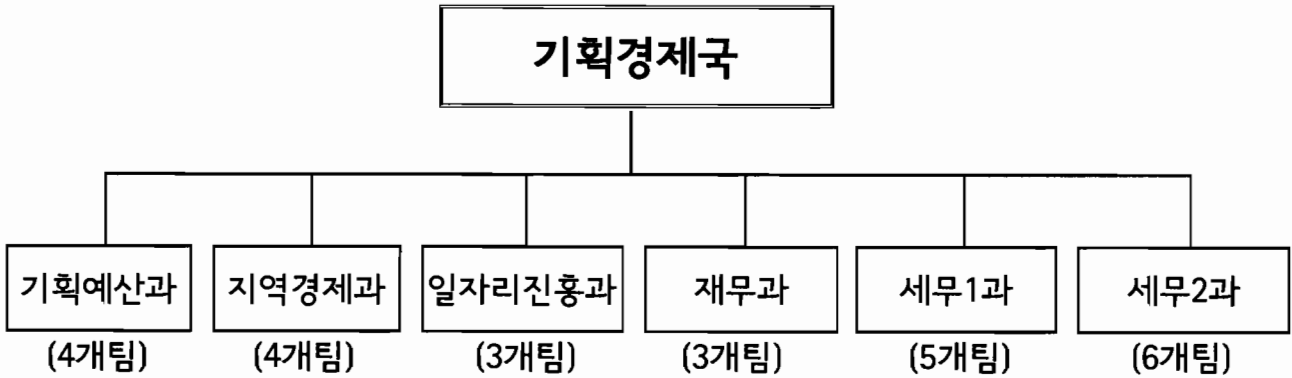 기획경제국
기획예산과 지역경제과 일자리진흥과 재무과 세무1과 세무2과
(4개팀) (4개팀) (3개팀) (3개팀) (5개팀) (6개팀)